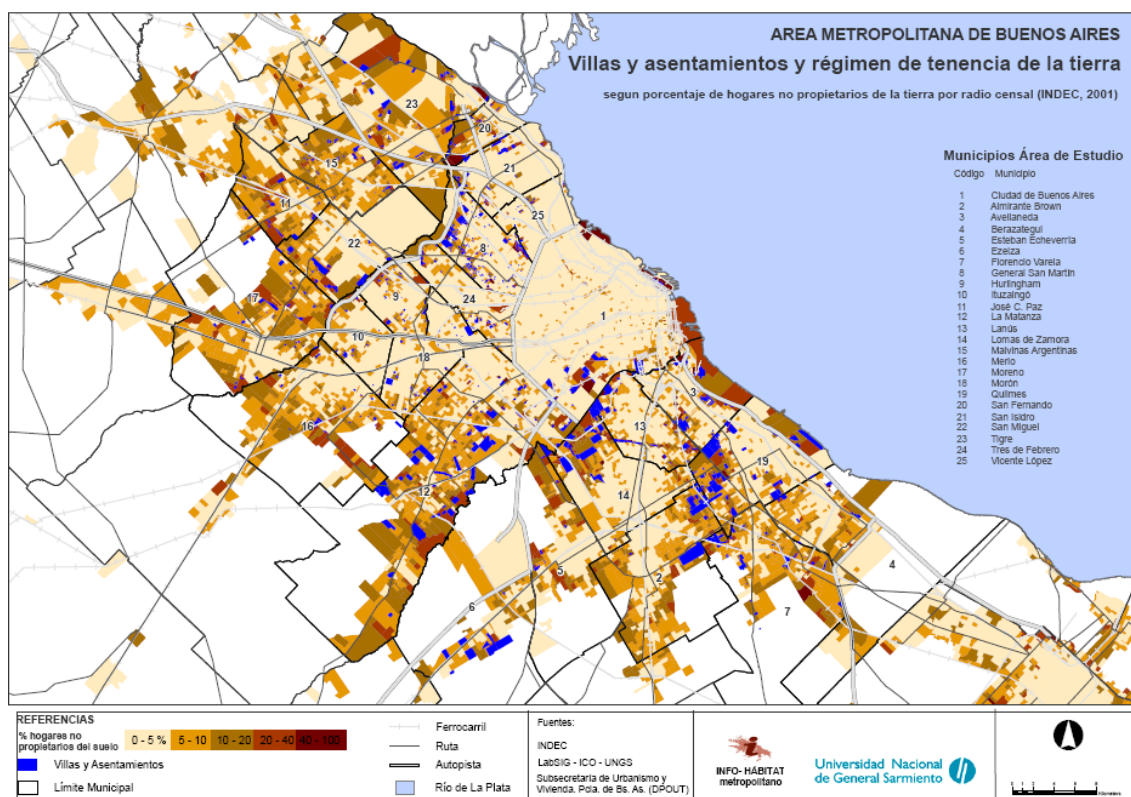 AREA METROPOLITANA DE BUENOS AIRES
Villas y asentamientos y régimen de tenencia de la tierra
segun porcentaje de hogares no propietarios de la tierra por radio censal (INDEC, 2001)
Municipios Área de Estudio
Código Municipio
1 Ciudad de Buenos Aires
2 Almirante Brown
3 Avellaneda
4 Berazategui
5 Esteban Echeverría
6 Ezeiza
7 Florencio Varela
8 General San Martín
9 Hurlingham
10 Ituzaingó
11 José C. Paz
12 La Matanza
13 Lanús
14 Lomas de Zamora
15 Malvinas Argentinas
16 Merlo
17 Moreno
18 Morón
19 Quilmes
20 San Fernando
21 San Isidro
22 San Miguel
23 Tigre
24 Tres de Febrero
25 Vicente López
23
20
15
21
11
25
22
8
17
9
24
10
1
18
3
16
13
19
12
14
5
2
4
6
7
REFERENCIAS
% hogares no
propietarios del suelo
0 - 5 % 5 - 10 10 - 20 20 - 40 40 - 100
Villas y Asentamientos
Límite Municipal
Ferrocarril
Ruta
Autopista
Río de La Plata
Fuentes:
INDEC
LabSIG - ICO - UNGS
Subsecretaría de Urbanismo y
Vivienda. Pcia. de Bs. As. (DPOUT)
INFO-HÁBITAT
metropolitano
Universidad Nacional
de General Sarmiento